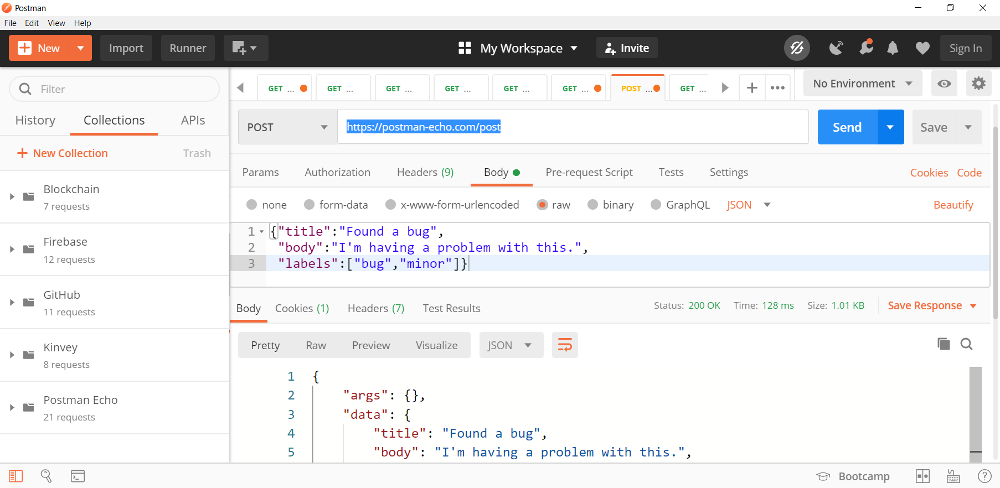 Postman
File Edit View Help
New Import Runner My Workspace Invite Sign In
Filter
GET ... GET ... GET ... GET ... GET ... GET ... POST ... GET ... No Environment
History Collections APIs
POST https://postman-echo.com/post Send Save
+ New Collection Trash
Params Authorization Headers (9) Body Pre-request Script Tests Settings Cookies Code
Blockchain
7 requests
none form-data x-www-form-urlencoded raw binary GraphQL JSON Beautify
1 {"title":"Found a bug",
2 "body":"I'm having a problem with this.",
3 "labels":["bug","minor"]}
Firebase
12 requests
GitHub
11 requests
Body Cookies (1) Headers (7) Test Results Status: 200 OK Time: 128 ms Size: 1.01 KB Save Response
Kinvey
8 requests
Pretty Raw Preview Visualize JSON
1 {
2 "args": {},
3 "data": {
4 "title": "Found a bug",
5 "body": "I'm having a problem with this.",
Postman Echo
21 requests
Bootcamp